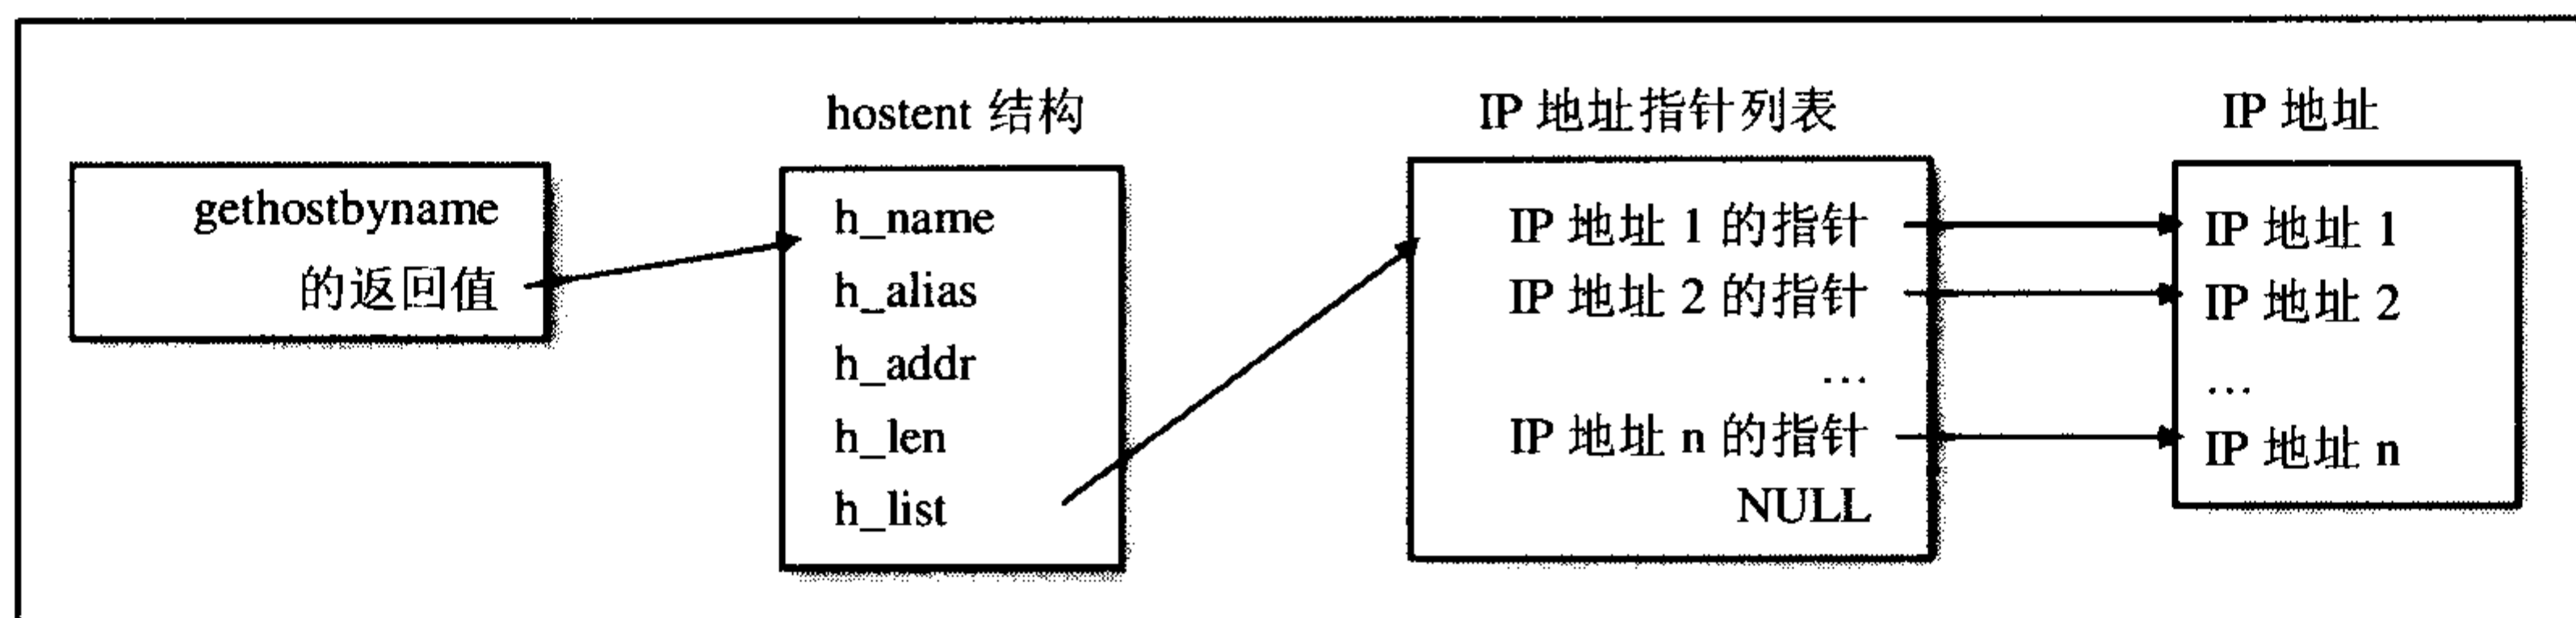 hostent 结构
IP 地址指针列表
IP 地址
gethostbyname
的返回值
h_name
h_alias
h_addr
h_len
h_list
IP 地址 1 的指针
IP 地址 2 的指针
…
IP 地址 n 的指针
NULL
IP 地址 1
IP 地址 2
…
IP 地址 n